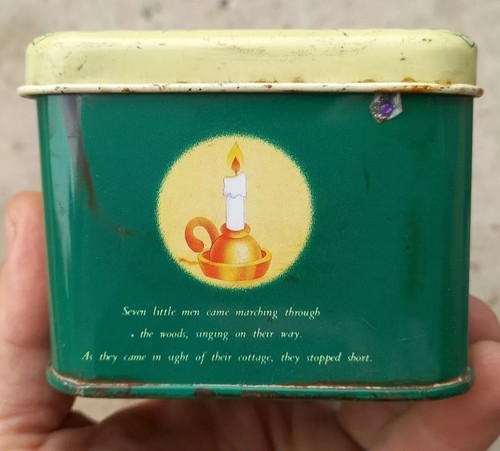 Seven little men came marching through
the woods, singing on their way.
As they came in sight of their cottage, they stopped short.